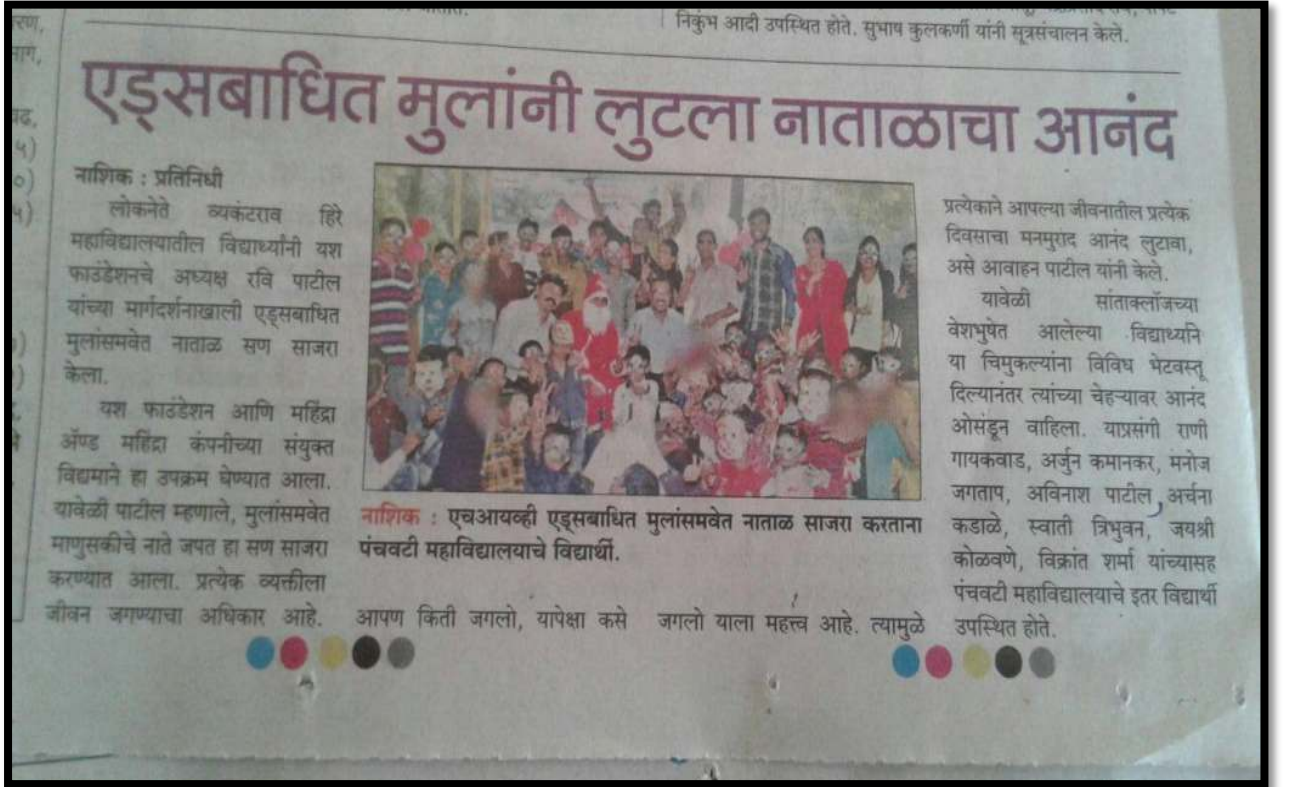 निकुंभ आदी उपस्थित होते. सुभाष कुलकर्णी यांनी सूत्रसंचालन केले.
एड्सबाधित मुलांनी लुटला नाताळाचा आनंद
नाशिक : प्रतिनिधी
लोकनेते व्यकंटराव हिरे
महाविद्यालयातील विद्यार्थ्यांनी यश
फाउंडेशनचे अध्यक्ष रवि पाटील
यांच्या मार्गदर्शनाखाली एड्सबाधित
मुलांसमवेत नाताळ सण साजरा
केला.
यश फाउंडेशन आणि महिंद्रा
ॲण्ड महिंद्रा कंपनीच्या संयुक्त
विद्यमाने हा उपक्रम घेण्यात आला.
यावेळी पाटील म्हणाले, मुलांसमवेत
माणुसकीचे नाते जपत हा सण साजरा
करण्यात आला. प्रत्येक व्यक्तीला
जीवन जगण्याचा अधिकार आहे.
नाशिक : एचआयव्ही एड्सबाधित मुलांसमवेत नाताळ साजरा करताना
पंचवटी महाविद्यालयाचे विद्यार्थी.
आपण किती जगलो, यापेक्षा कसे
जगलो याला महत्त्व आहे. त्यामुळे
प्रत्येकाने आपल्या जीवनातील प्रत्येक
दिवसाचा मनमुराद आनंद लुटावा,
असे आवाहन पाटील यांनी केले.
यावेळी सांताक्लॉजच्या
वेशभुषेत आलेल्या विद्यार्थ्याने
या चिमुकल्यांना विविध भेटवस्तू
दिल्यानंतर त्यांच्या चेहऱ्यावर आनंद
ओसंडून वाहिला. याप्रसंगी राणी
गायकवाड, अर्जुन कमानकर, मनोज
जगताप, अविनाश पाटील, अर्चना
कडाळे, स्वाती त्रिभुवन, जयश्री
कोळवणे, विक्रांत शर्मा यांच्यासह
पंचवटी महाविद्यालयाचे इतर विद्यार्थी
उपस्थित होते.